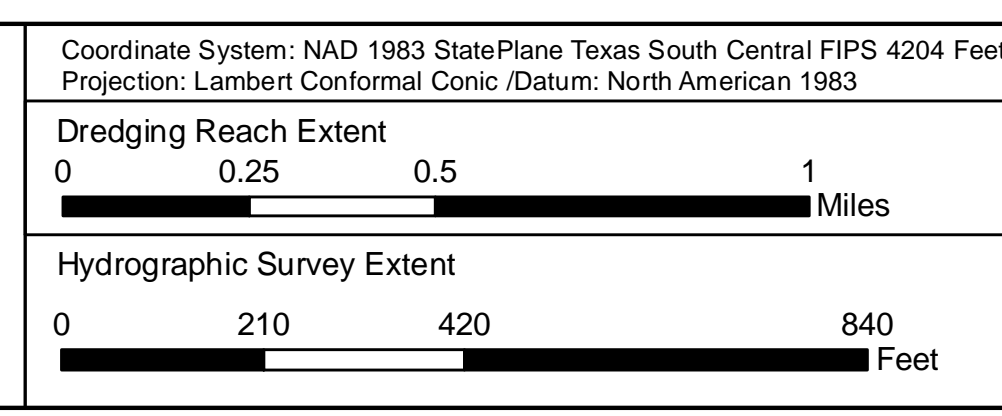 Coordinate System: NAD 1983 StatePlane Texas South Central FIPS 4204 Feet
Projection: Lambert Conformal Conic /Datum: North American 1983
Dredging Reach Extent
0 0.25 0.5 1
Miles
Hydrographic Survey Extent
0 210 420 840
Feet